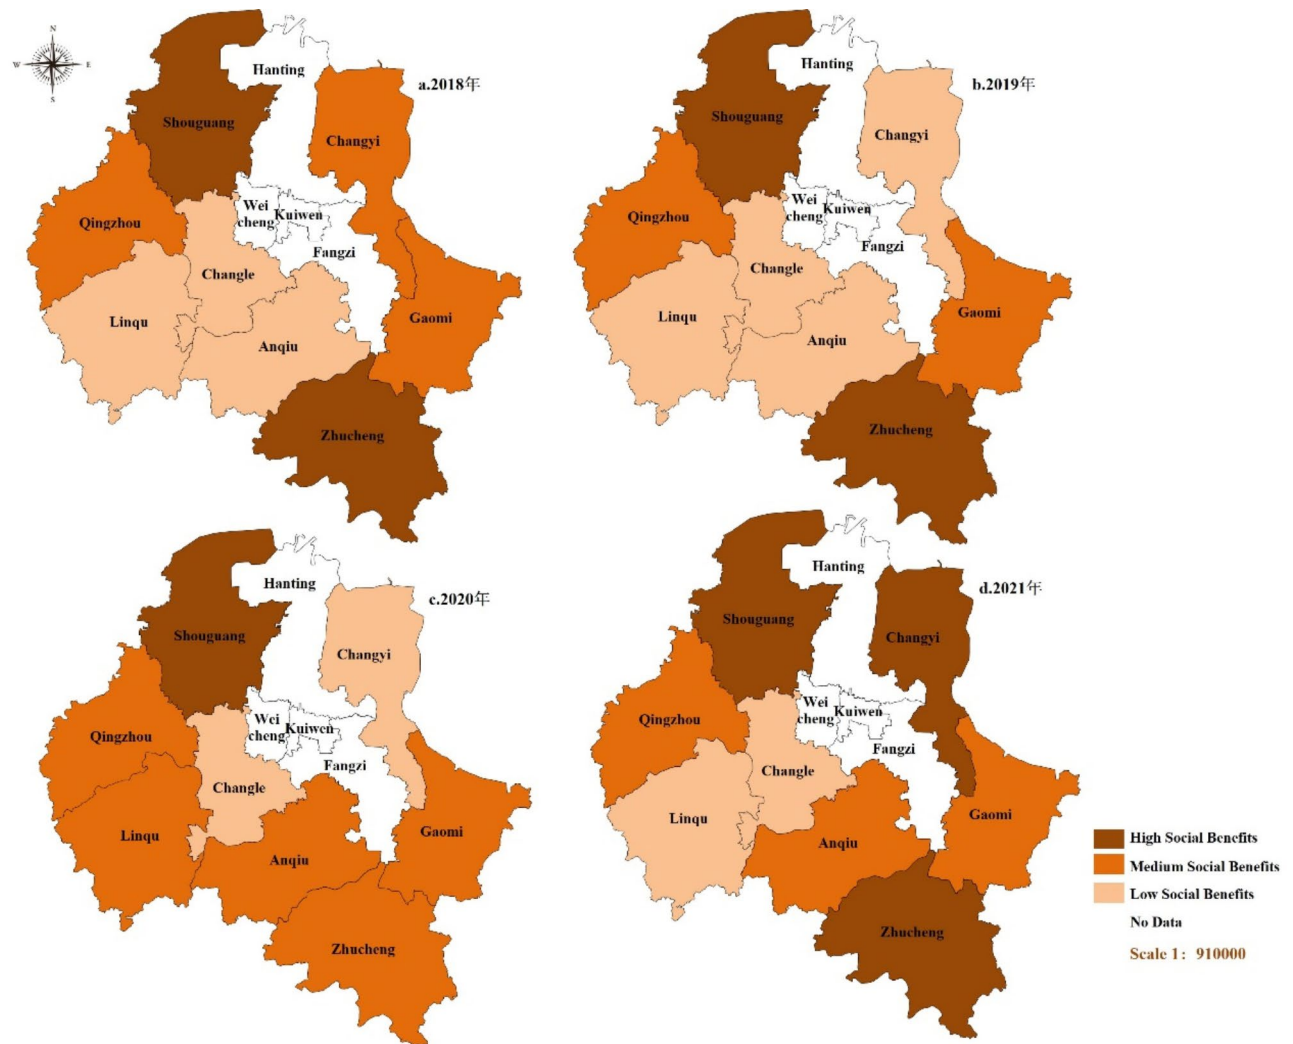 N
W
E
S
Hanting
a.2018年
Shouguang
Changyi
Qingzhou
Wei
cheng
Kuiwen
Fangzi
Changle
Linqu
Gaomi
Anqiu
Zhucheng
Hanting
b.2019年
Shouguang
Changyi
Qingzhou
Wei
cheng
Kuiwen
Fangzi
Changle
Linqu
Gaomi
Anqiu
Zhucheng
Hanting
c.2020年
Shouguang
Changyi
Qingzhou
Wei
cheng
Kuiwen
Fangzi
Changle
Linqu
Gaomi
Anqiu
Zhucheng
Hanting
d.2021年
Shouguang
Changyi
Qingzhou
Wei
cheng
Kuiwen
Fangzi
Changle
Linqu
Gaomi
Anqiu
Zhucheng
High Social Benefits
Medium Social Benefits
Low Social Benefits
No Data
Scale 1： 910000